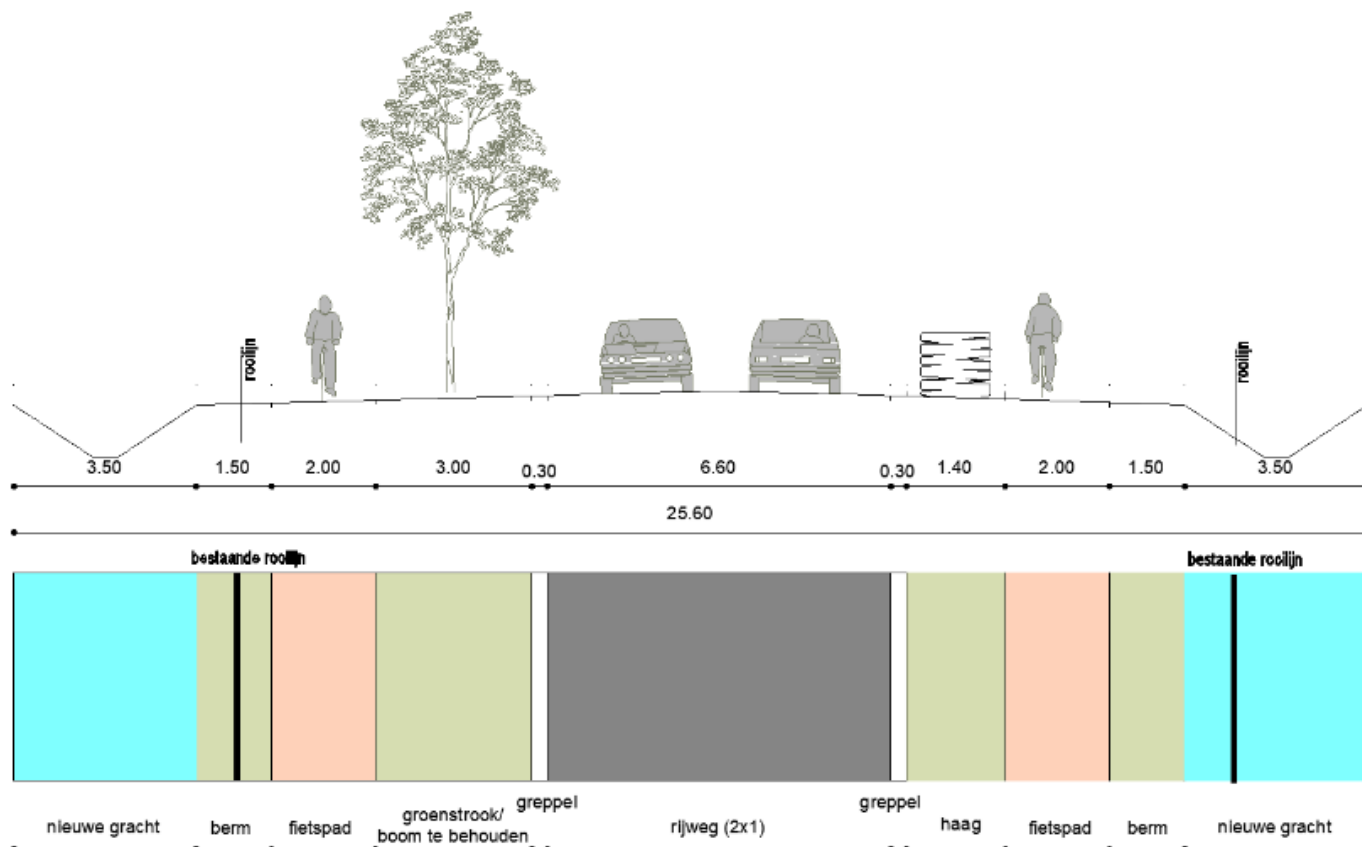 rooilijn
rooilijn
3.50 1.50 2.00 3.00 0.30 6.60 0.30 1.40 2.00 1.50 3.50
25.60
bestaande rooilijn bestaande rooilijn
nieuwe gracht berm fietspad groenstrook/ greppel rijweg (2x1) greppel haag fietspad berm nieuwe gracht
boom te behouden